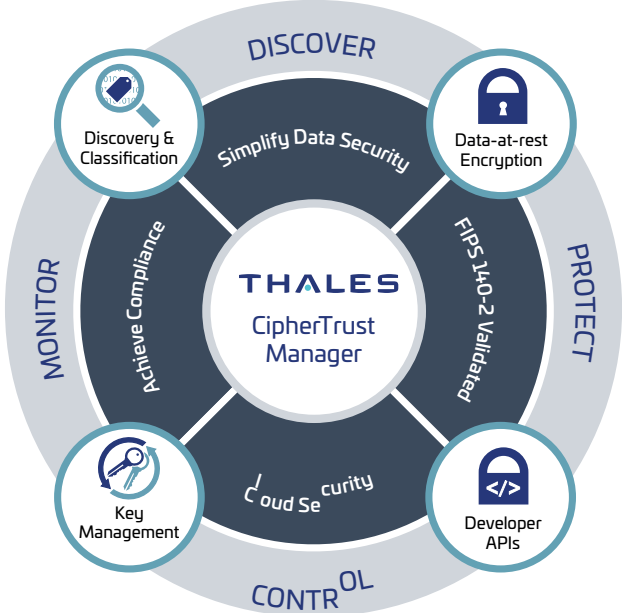 DISCOVER
Discovery &
Classification
Simplify Data Security
Data-at-rest
Encryption
MONITOR
Achieve Compliance
THALES
CipherTrust
Manager
FIPS 140-2 Validated
PROTECT
Key
Management
Cloud Security
Developer
APIs
CONTROL